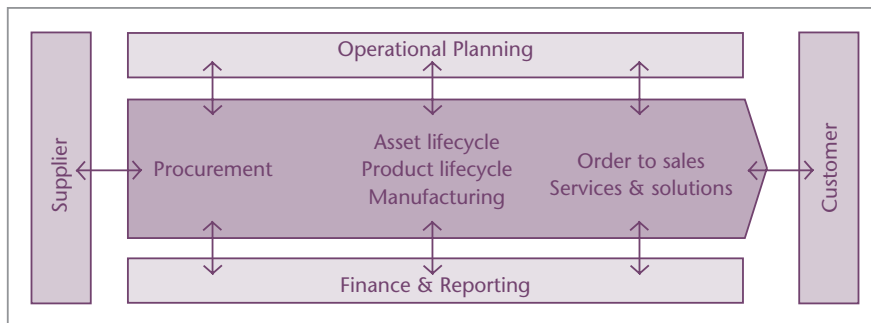 Operational Planning
Supplier
Procurement
Asset lifecycle
Product lifecycle
Manufacturing
Order to sales
Services & solutions
Customer
Finance & Reporting